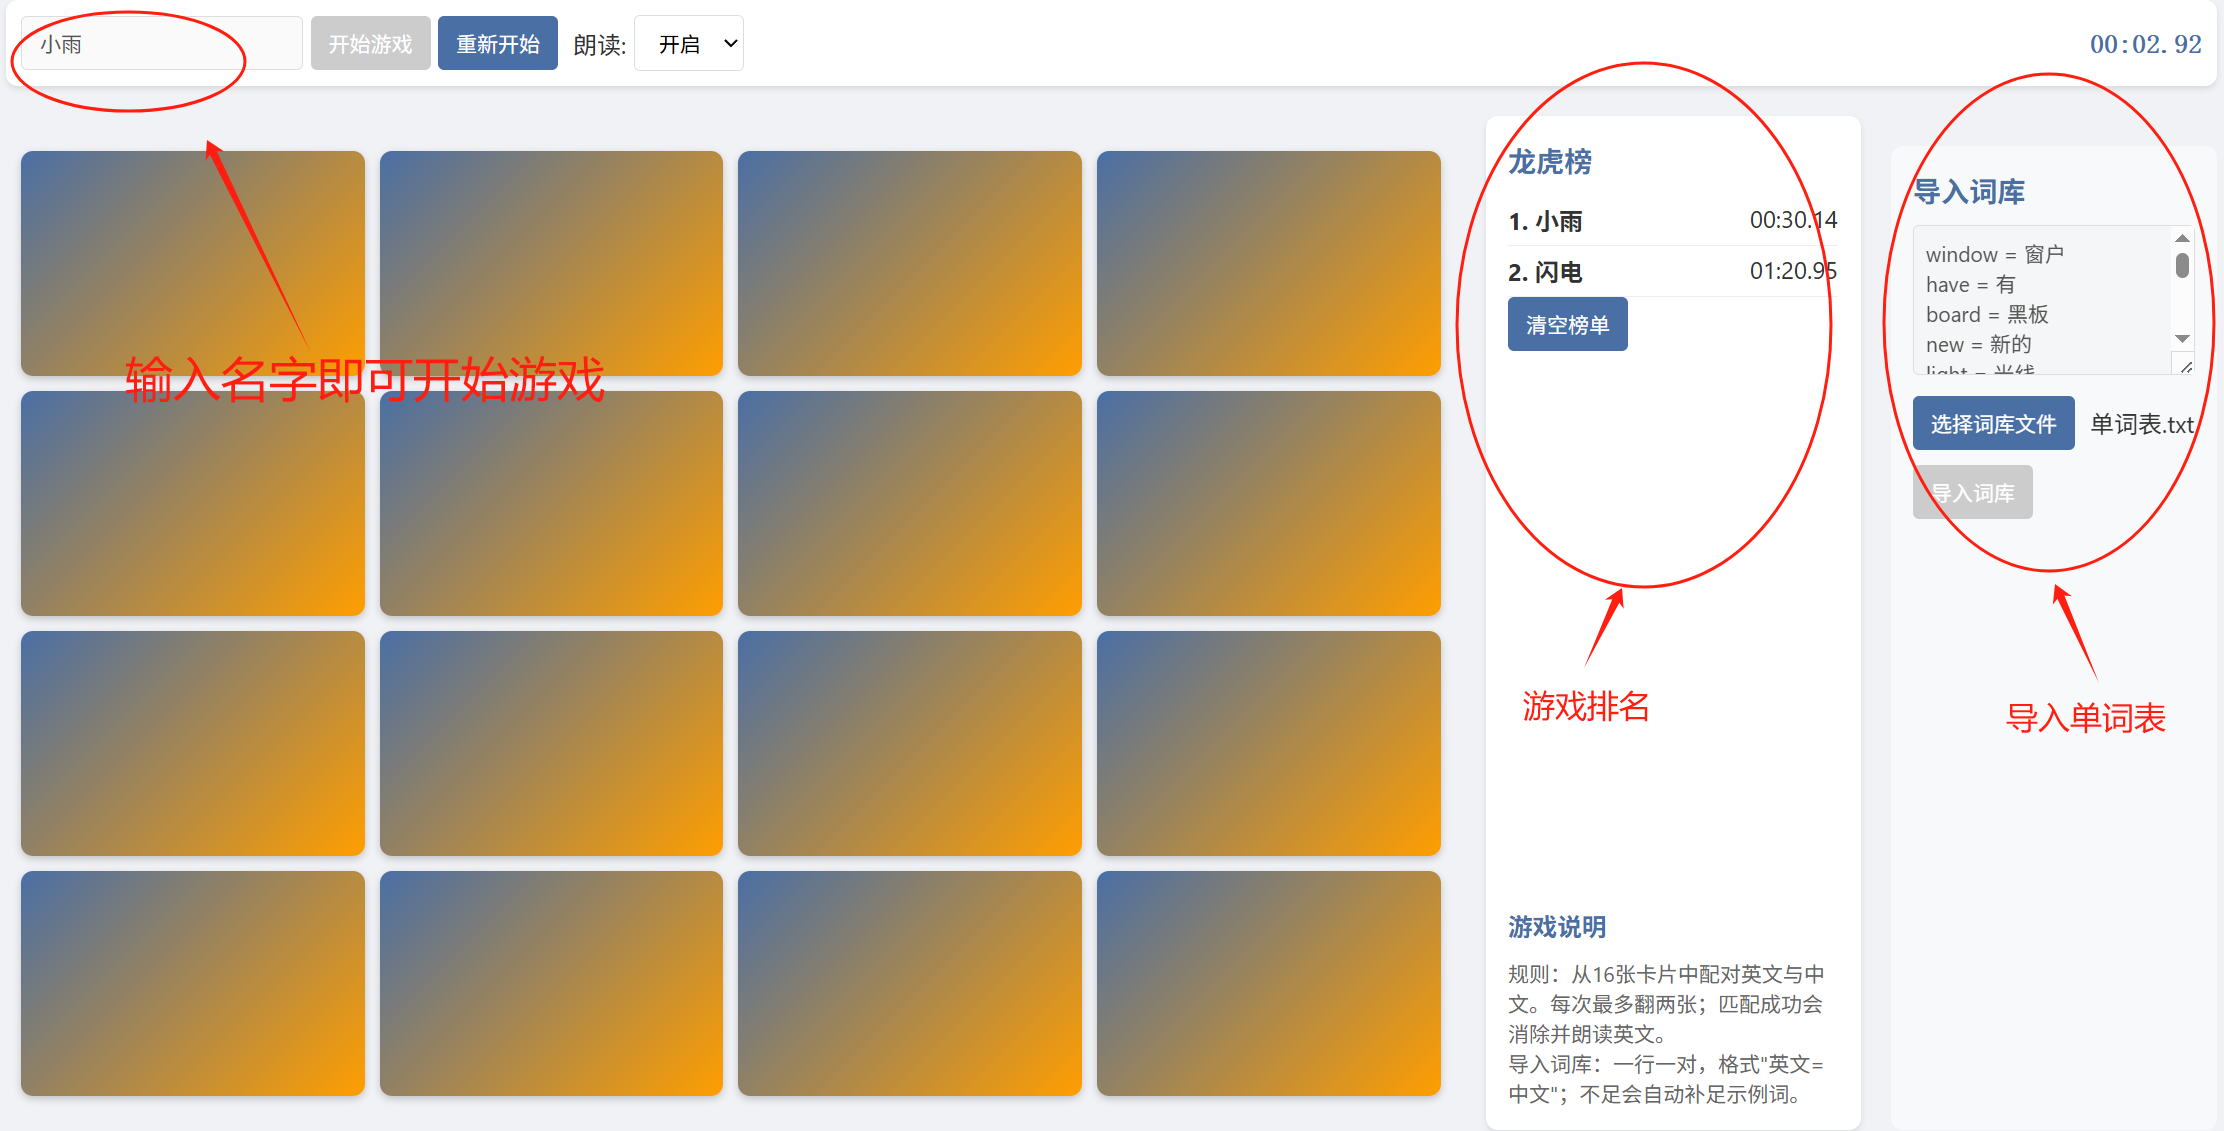 小雨
开始游戏
重新开始
朗读:
开启
00:02.92
输入名字即可开始游戏
龙虎榜
1. 小雨 00:30.14
2. 闪电 01:20.95
清空榜单
游戏排名
游戏说明
规则：从16张卡片中配对英文与中
文。每次最多翻两张；匹配成功会
消除并朗读英文。
导入词库：一行一对，格式"英文=
中文"；不足会自动补足示例词。
导入词库
window = 窗户
have = 有
board = 黑板
new = 新的
light = 光线
选择词库文件 单词表.txt
导入词库
导入单词表